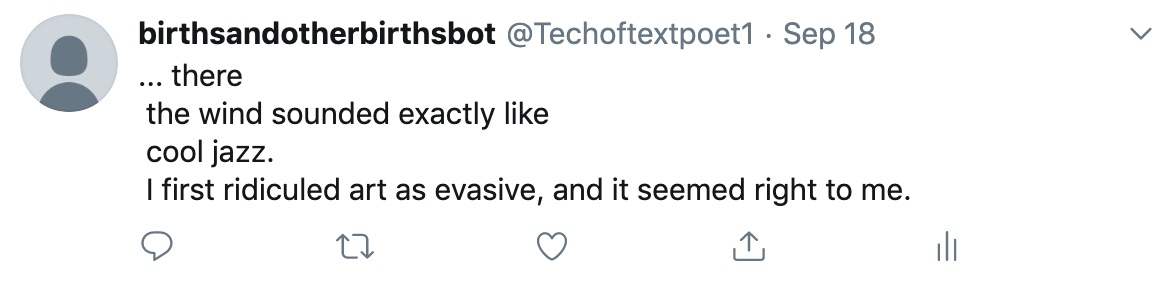 birthsandotherbirthsbot @Techoftextpoet1 · Sep 18
... there
the wind sounded exactly like
cool jazz.
I first ridiculed art as evasive, and it seemed right to me.